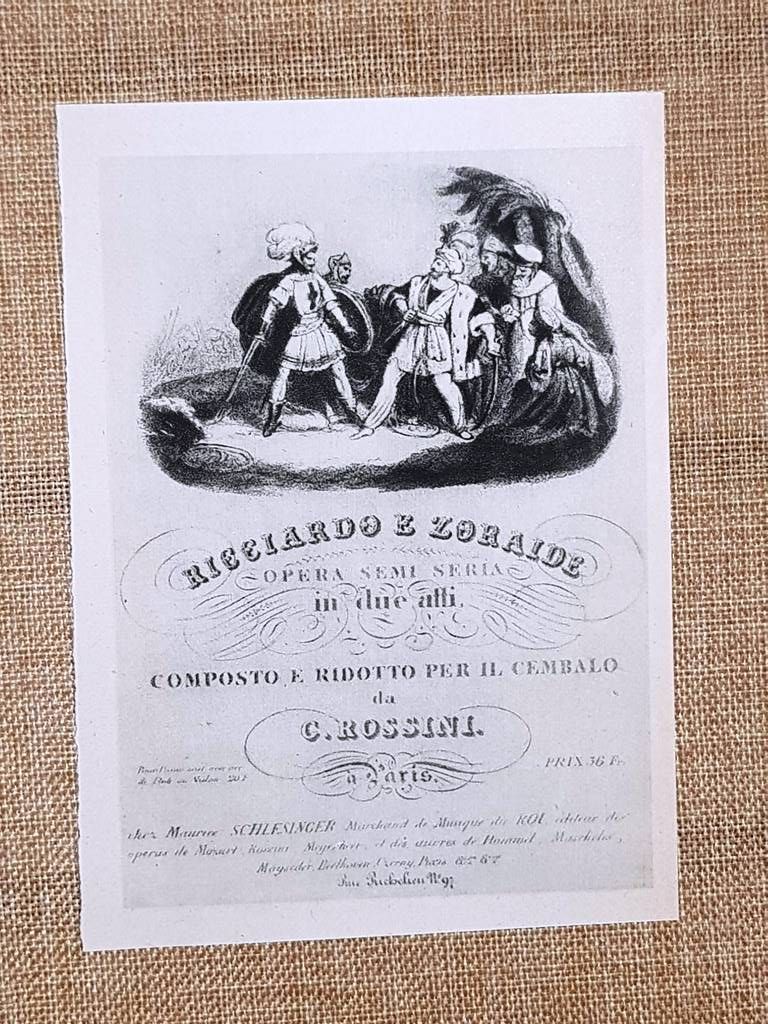 RICCIARDO E ZORAIDE
OPERA SEMI SERIA
in due atti.
COMPOSTO E RIDOTTO PER IL CEMBALO
da
G. ROSSINI.
à Paris.
PRIX 36 Fr.
chez Maurice SCHLESINGER Marchand de Musique du ROI, éditeur des
operas de Mozart, Rossini, Meyerbeer, et des œuvres de Hummel, Moscheles,
Mayseder, Beethoven, Czerny,
Rue Richelieu Nº 97